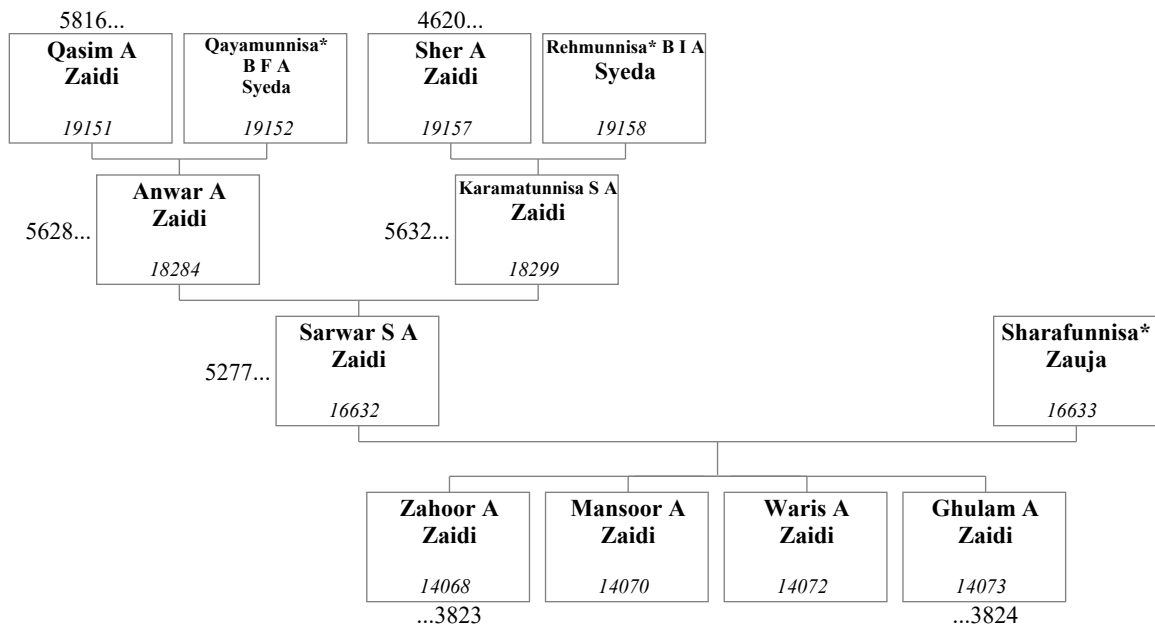 5816...
4620...
Qasim A
Zaidi
19151
Qayamunnisa*
B F A
Syeda
19152
Sher A
Zaidi
19157
Rehmunnisa* B I A
Syeda
19158
5628...
Anwar A
Zaidi
18284
5632...
Karamatunnisa S A
Zaidi
18299
5277...
Sarwar S A
Zaidi
16632
Sharafunnisa*
Zauja
16633
Zahoor A
Zaidi
14068
...3823
Mansoor A
Zaidi
14070
Waris A
Zaidi
14072
Ghulam A
Zaidi
14073
...3824